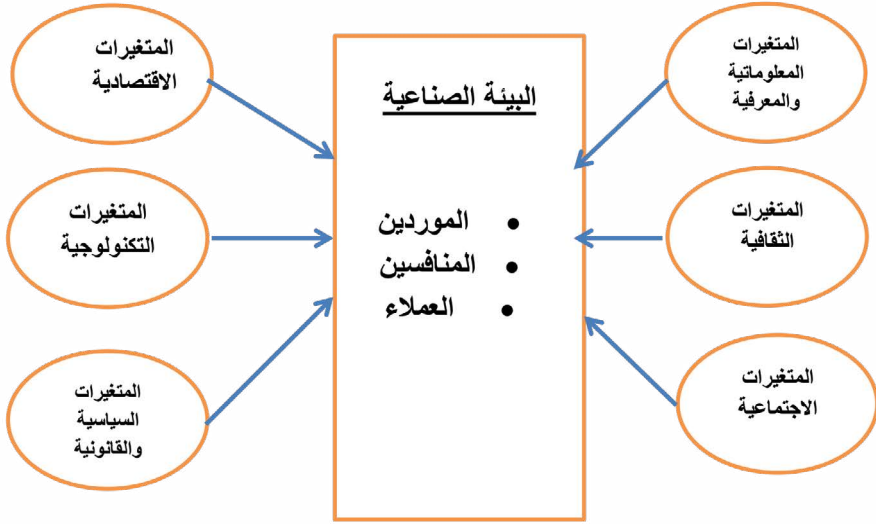 المتغيرات
المعلوماتية
والمعرفية
المتغيرات
الثقافية
المتغيرات
الاجتماعية
البيئة الصناعية
• الموردين
• المنافسين
• العملاء
المتغيرات
الاقتصادية
المتغيرات
التكنولوجية
المتغيرات
السياسية
والقانونية